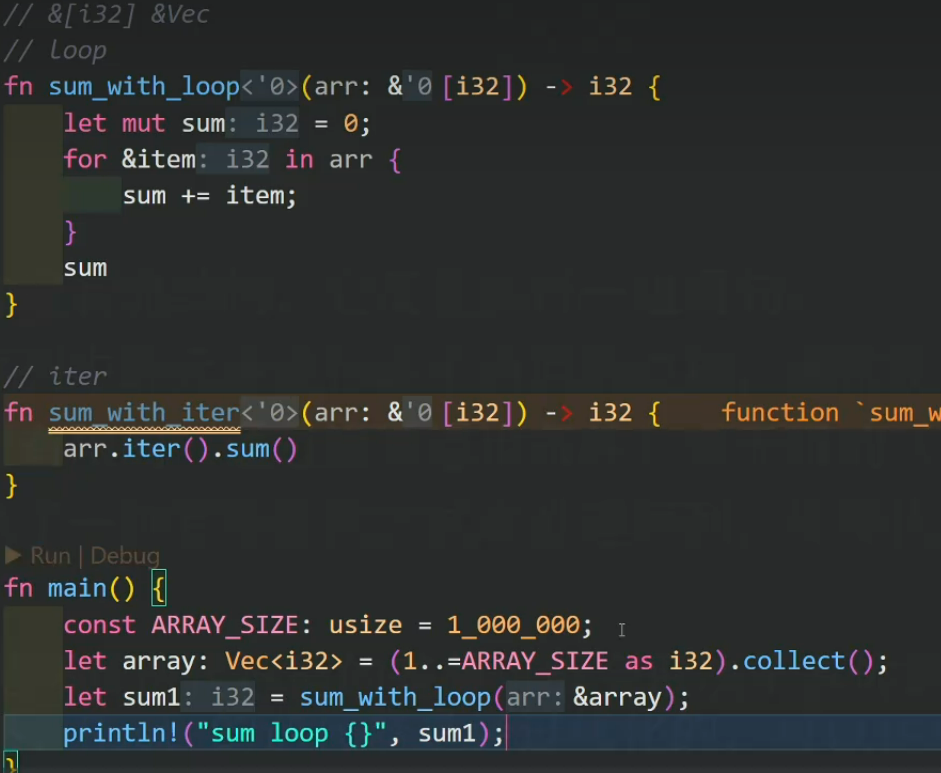 // &[i32] &Vec
// loop
fn sum_with_loop<'0>(arr: &'0 [i32]) -> i32 {
    let mut sum: i32 = 0;
    for &item: i32 in arr {
        sum += item;
    }
    sum
}
// iter
fn sum_with_iter<'0>(arr: &'0 [i32]) -> i32 {    function `sum_w
    arr.iter().sum()
}
▶ Run | Debug
fn main() {
    const ARRAY_SIZE: usize = 1_000_000;
    let array: Vec<i32> = (1..=ARRAY_SIZE as i32).collect();
    let sum1: i32 = sum_with_loop(arr: &array);
    println!("sum loop {}", sum1);
}